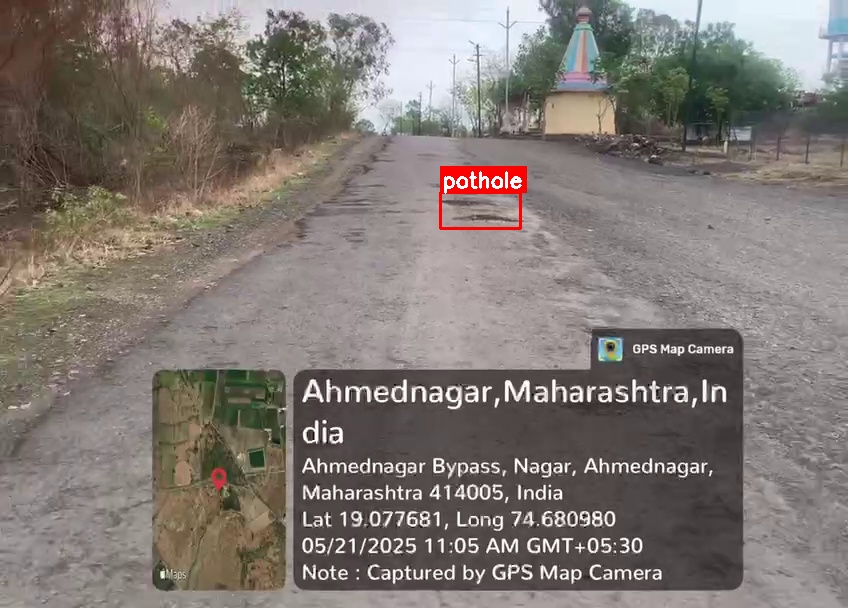 pothole
GPS Map Camera
Ahmednagar,Maharashtra,In
dia
Ahmednagar Bypass, Nagar, Ahmednagar,
Maharashtra 414005, India
Lat 19.077681, Long 74.680980
05/21/2025 11:05 AM GMT+05:30
Note : Captured by GPS Map Camera
Maps